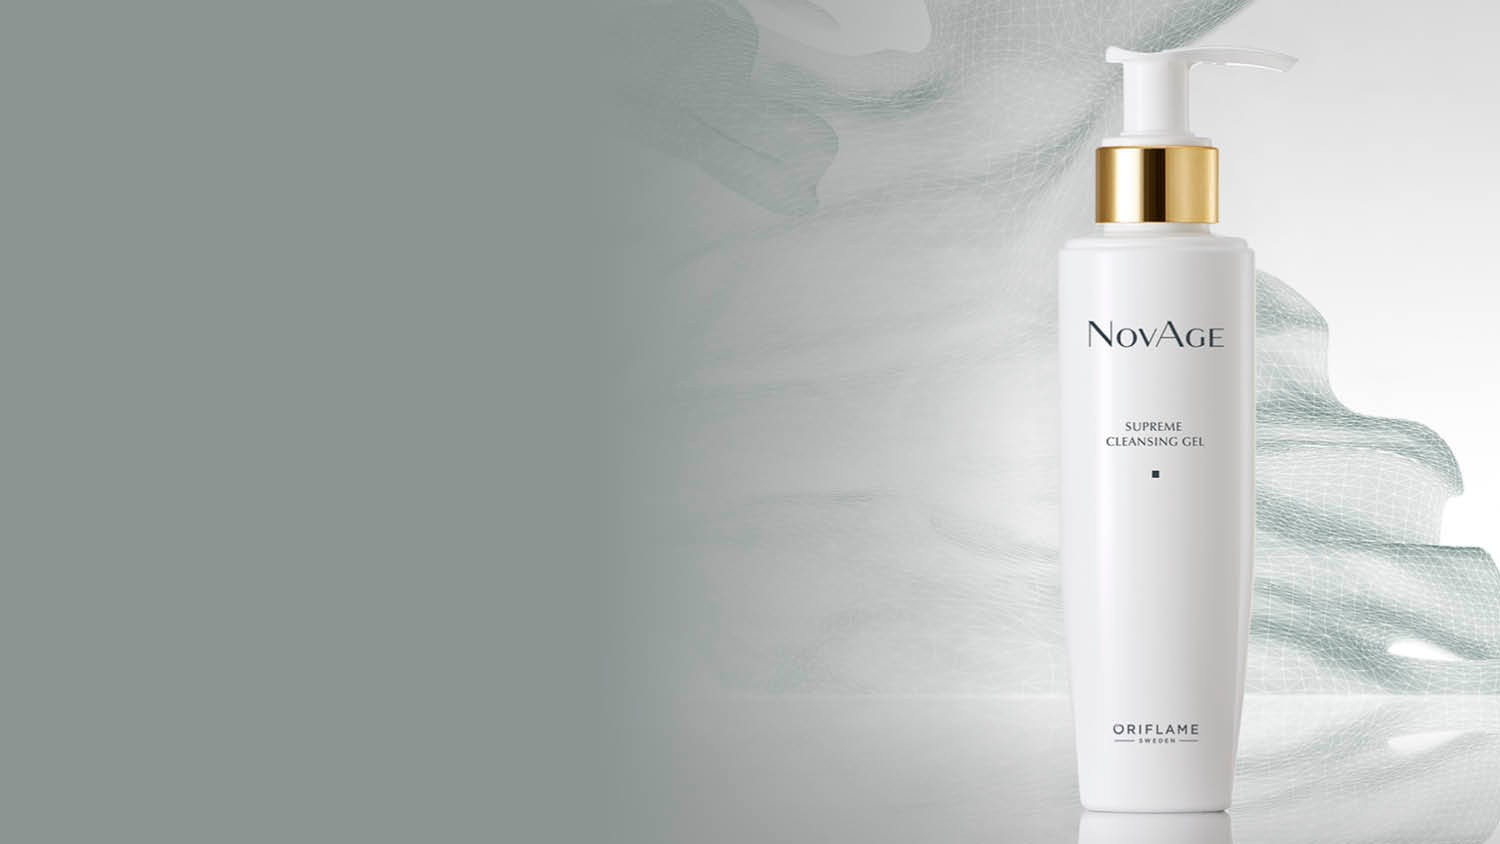 NOVAGE
SUPREME
CLEANSING GEL
ORIFLAME
SWEDEN